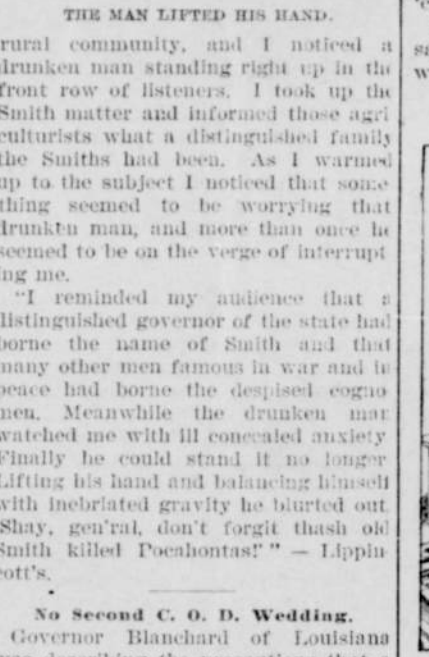 THE MAN LIFTED HIS HAND.
rural community, and I noticed a
drunken man standing right up in the
front row of listeners. I took up the
Smith matter and informed those agri
culturists what a distinguished family
the Smiths had been. As I warmed
up to the subject I noticed that some
thing seemed to be worrying that
drunken man, and more than once he
seemed to be on the verge of interrupt
ing me.
"I reminded my audience that a
distinguished governor of the state had
borne the name of Smith and that
many other men famous in war and in
peace had borne the despised cogno
men. Meanwhile the drunken man
watched me with ill concealed anxiety
Finally he could stand it no longer
Lifting his hand and balancing himself
with inebriated gravity he blurted out
'Shay, gen'ral, don't forgit thash old
Smith killed Pocahontas!' " — Lippin
cott's.
No Second C. O. D. Wedding.
Governor Blanchard of Louisiana